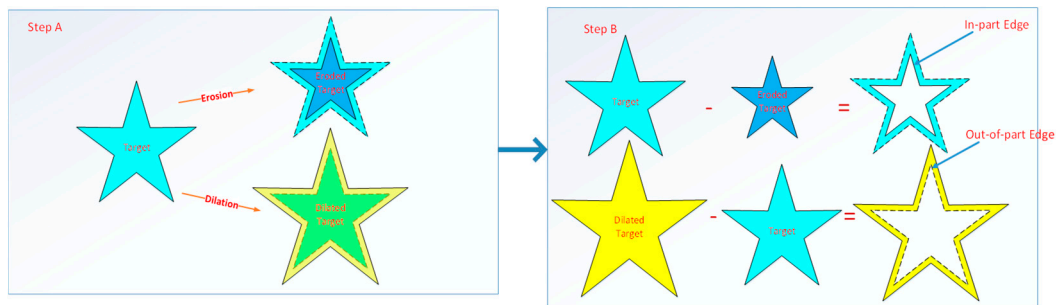 Step A
Target
Erosion
Dilation
Eroded
Target
Dilated
Target
Step B
Target
-
Eroded
Target
=
In-part Edge
Dilated
Target
-
Target
=
Out-of-part Edge